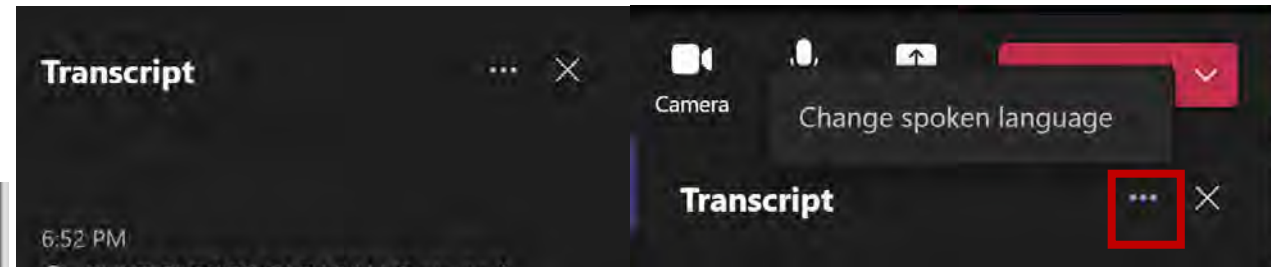 Transcript
6:52 PM
Camera
Change spoken language
Transcript